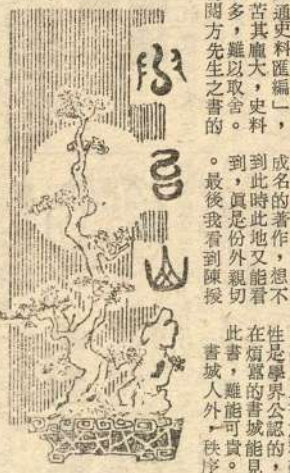 通史料匯編」,
苦其龐大,史料
多,難以取舍。
閱方先生之書的
成名的著作,想不
到此時此地又能看
到,眞是份外親切
。最後我看到陳援
性是學界公認的,
在煩囂的書城能見
此書,難能可貴。
書城人外,秩序
山